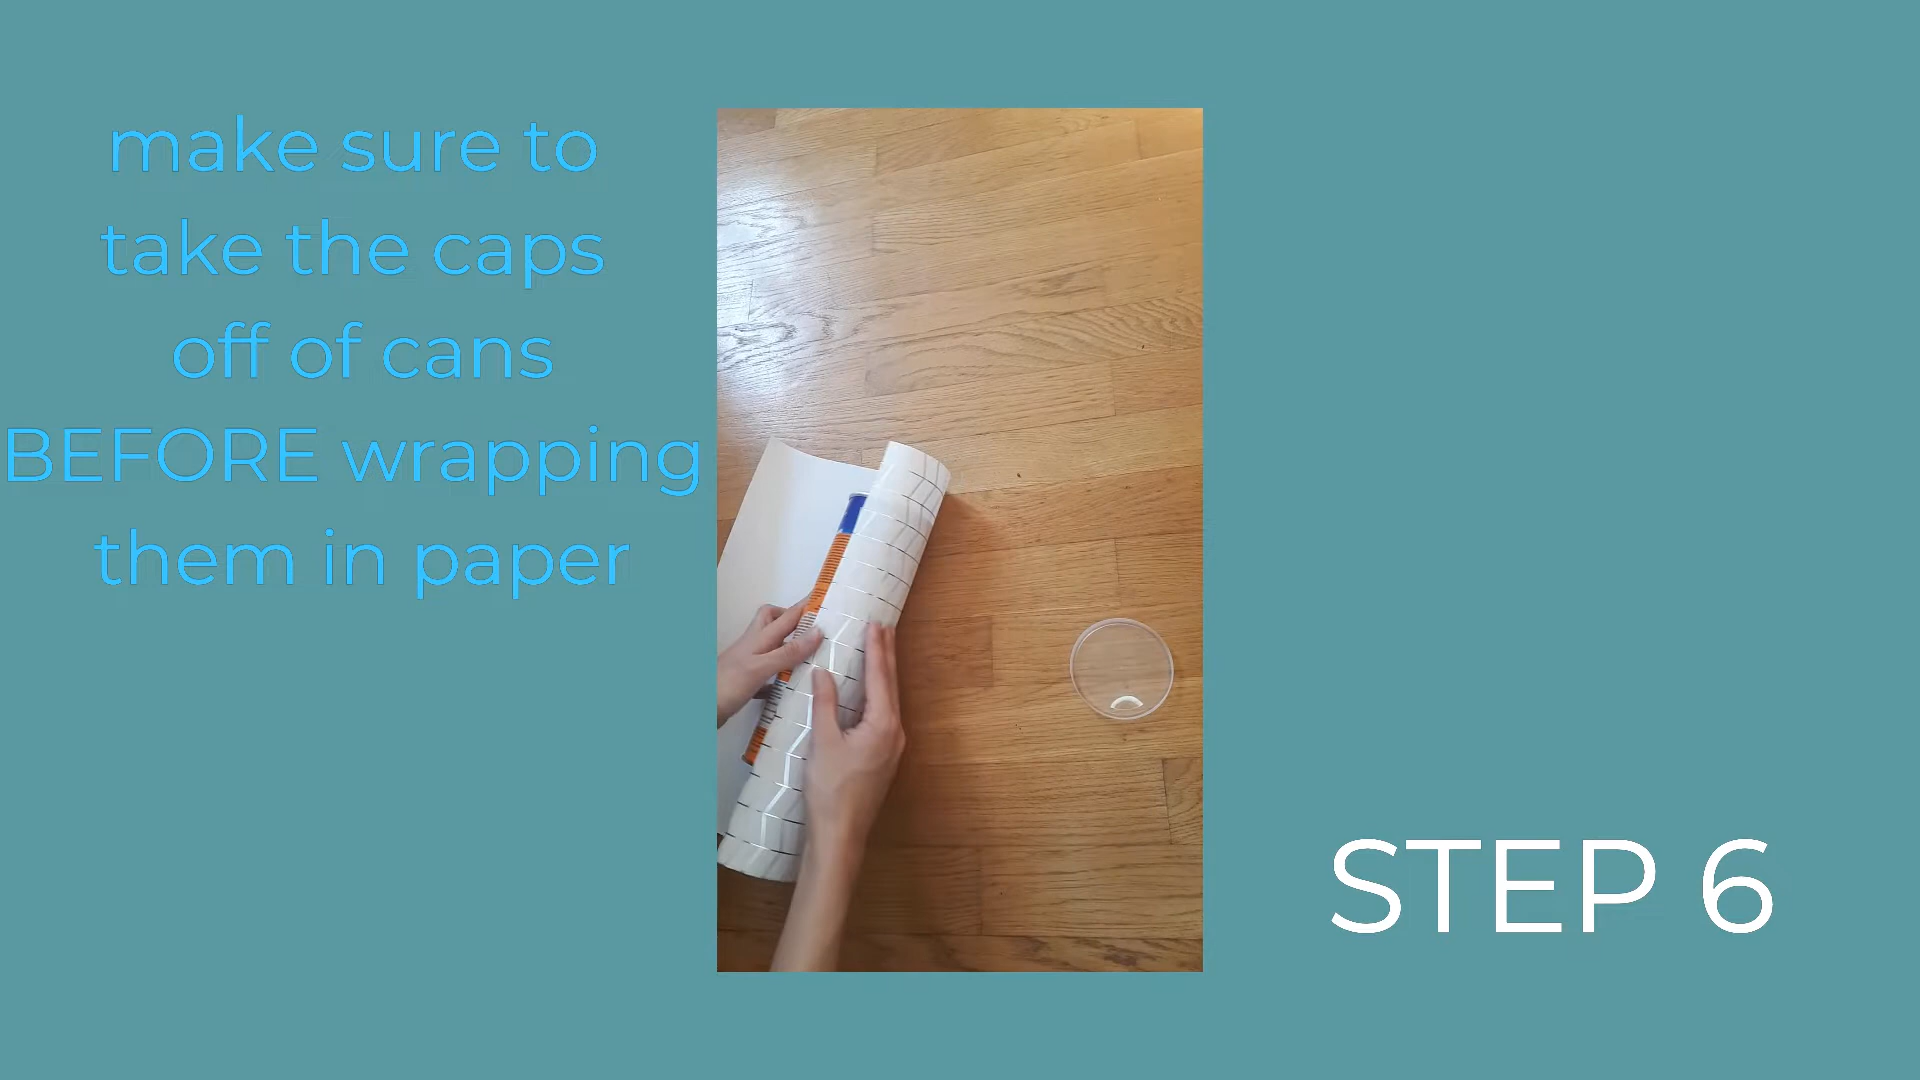 make sure to
take the caps
off of cans
BEFORE wrapping
them in paper
STEP 6